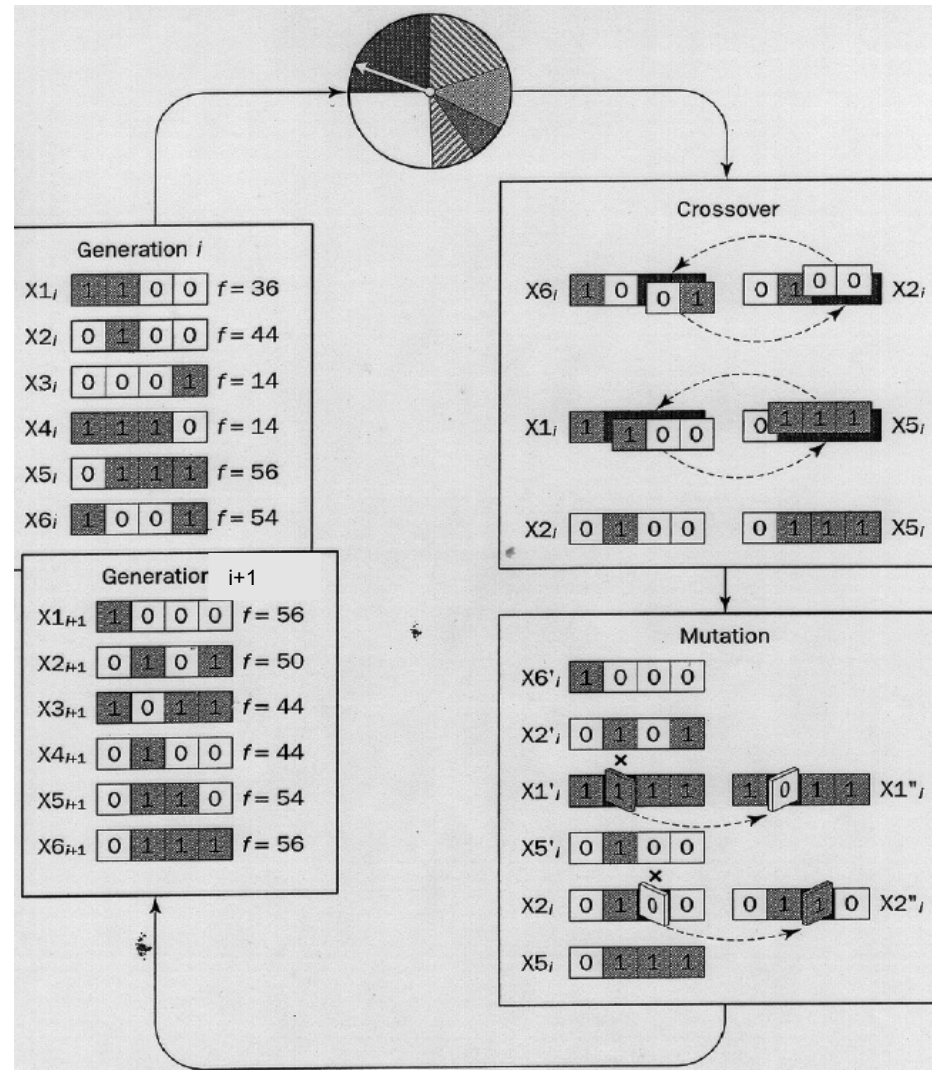 Generation i
X1i 1 1 0 0 f = 36
X2i 0 1 0 0 f = 44
X3i 0 0 0 1 f = 14
X4i 1 1 1 0 f = 14
X5i 0 1 1 1 f = 56
X6i 1 0 0 1 f = 54
Generation i+1
X1i+1 1 0 0 0 f = 56
X2i+1 0 1 0 1 f = 50
X3i+1 1 0 1 1 f = 44
X4i+1 0 1 0 0 f = 44
X5i+1 0 1 1 0 f = 54
X6i+1 0 1 1 1 f = 56
Crossover
X6i 1 0 0 1 0 1 0 0 X2i
X1i 1 1 0 0 0 1 1 1 X5i
X2i 0 1 0 0 0 1 1 1 X5i
Mutation
X6'i 1 0 0 0
X2'i 0 1 0 1
×
X1'i 1 1 1 1 1 0 1 1 X1"i
X5'i 0 1 0 0
×
X2i 0 1 0 0 0 1 1 0 X2"i
X5i 0 1 1 1